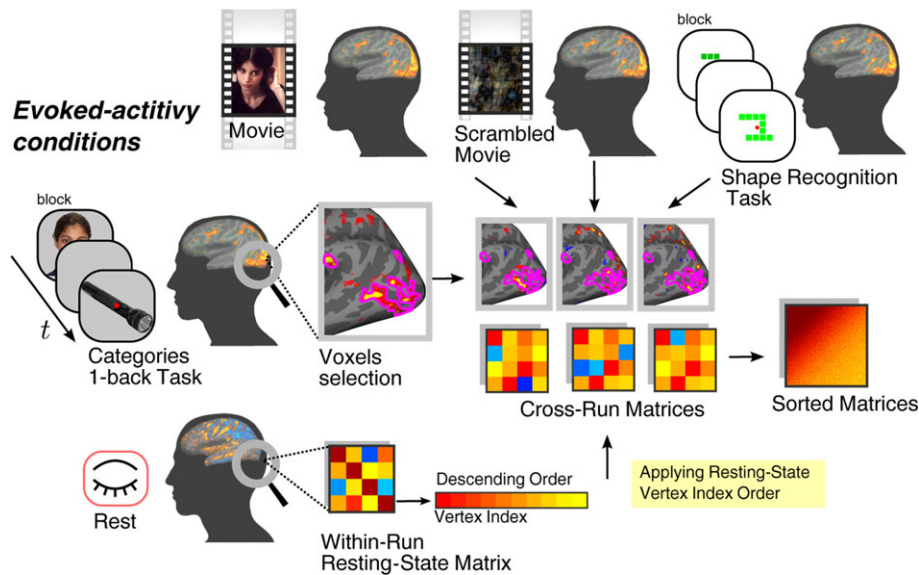 block
Evoked-actitivy
conditions
Movie
Scrambled
Movie
Shape Recognition
Task
block
t
Categories
1-back Task
Voxels
selection
Cross-Run Matrices
Sorted Matrices
Rest
Within-Run
Resting-State Matrix
Descending Order
Vertex Index
Applying Resting-State
Vertex Index Order